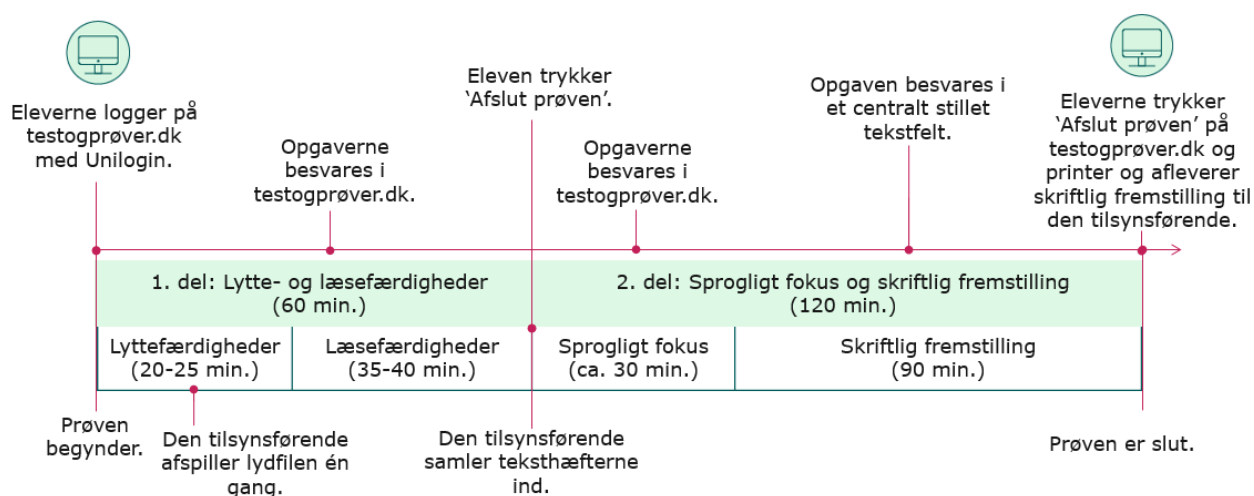 Eleverne logger på
testogprøver.dk
med Unilogin.
Opgaverne
besvares i
testogprøver.dk.
Eleven trykker
‘Afslut prøven’.
Opgaverne
besvares i
testogprøver.dk.
Opgaven besvares i
et centralt stillet
tekstfelt.
Eleverne trykker
‘Afslut prøven’ på
testogprøver.dk og
printer og afleverer
skriftlig fremstilling til
den tilsynsførende.
1. del: Lytte- og læsefærdigheder
(60 min.)
2. del: Sprogligt fokus og skriftlig fremstilling
(120 min.)
Lyttefærdigheder
(20-25 min.)
Læsefærdigheder
(35-40 min.)
Sprogligt fokus
(ca. 30 min.)
Skriftlig fremstilling
(90 min.)
Prøven
begynder.
Den tilsynsførende
afspiller lydfilen én
gang.
Den tilsynsførende
samler teksthæfterne
ind.
Prøven er slut.